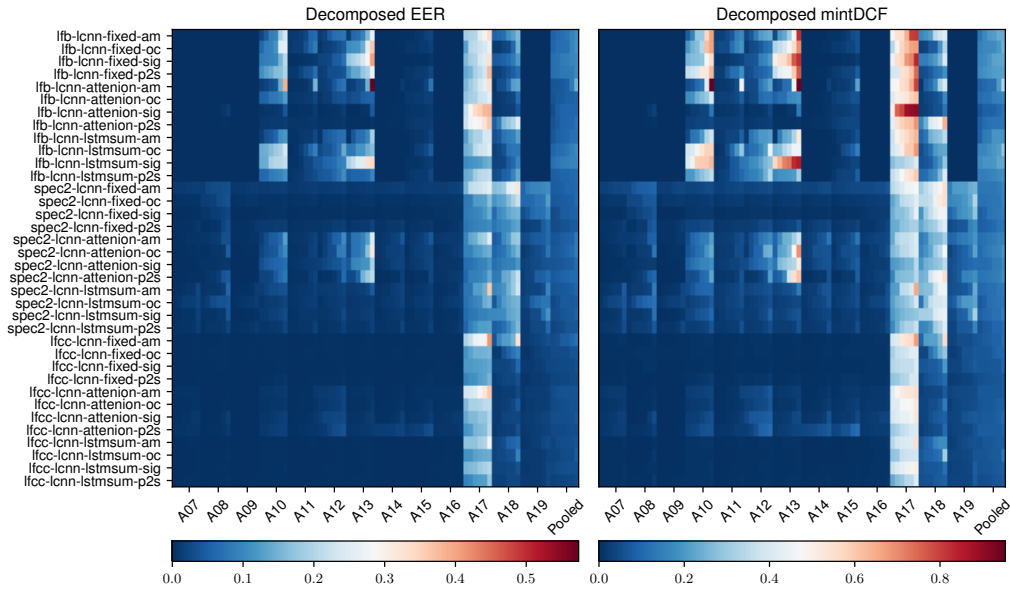 Decomposed EER
Decomposed mintDCF
lfb-lcnn-fixed-am
lfb-lcnn-fixed-oc
lfb-lcnn-fixed-sig
lfb-lcnn-fixed-p2s
lfb-lcnn-attenion-am
lfb-lcnn-attenion-oc
lfb-lcnn-attenion-sig
lfb-lcnn-attenion-p2s
lfb-lcnn-lstmsum-am
lfb-lcnn-lstmsum-oc
lfb-lcnn-lstmsum-sig
lfb-lcnn-lstmsum-p2s
spec2-lcnn-fixed-am
spec2-lcnn-fixed-oc
spec2-lcnn-fixed-sig
spec2-lcnn-fixed-p2s
spec2-lcnn-attenion-am
spec2-lcnn-attenion-oc
spec2-lcnn-attenion-sig
spec2-lcnn-attenion-p2s
spec2-lcnn-lstmsum-am
spec2-lcnn-lstmsum-oc
spec2-lcnn-lstmsum-sig
spec2-lcnn-lstmsum-p2s
lfcc-lcnn-fixed-am
lfcc-lcnn-fixed-oc
lfcc-lcnn-fixed-sig
lfcc-lcnn-fixed-p2s
lfcc-lcnn-attenion-am
lfcc-lcnn-attenion-oc
lfcc-lcnn-attenion-sig
lfcc-lcnn-attenion-p2s
lfcc-lcnn-lstmsum-am
lfcc-lcnn-lstmsum-oc
lfcc-lcnn-lstmsum-sig
lfcc-lcnn-lstmsum-p2s
A07 A08 A09 A10 A11 A12 A13 A14 A15 A16 A17 A18 A19 Pooled
A07 A08 A09 A10 A11 A12 A13 A14 A15 A16 A17 A18 A19 Pooled
0.0 0.1 0.2 0.3 0.4 0.5
0.0 0.2 0.4 0.6 0.8